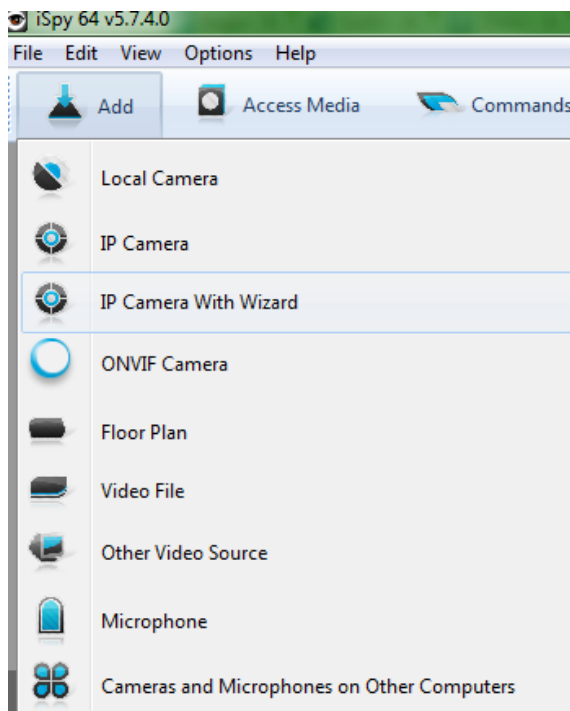 iSpy 64 v5.7.4.0
File Edit View Options Help
Add Access Media Commands
Local Camera
IP Camera
IP Camera With Wizard
ONVIF Camera
Floor Plan
Video File
Other Video Source
Microphone
Cameras and Microphones on Other Computers